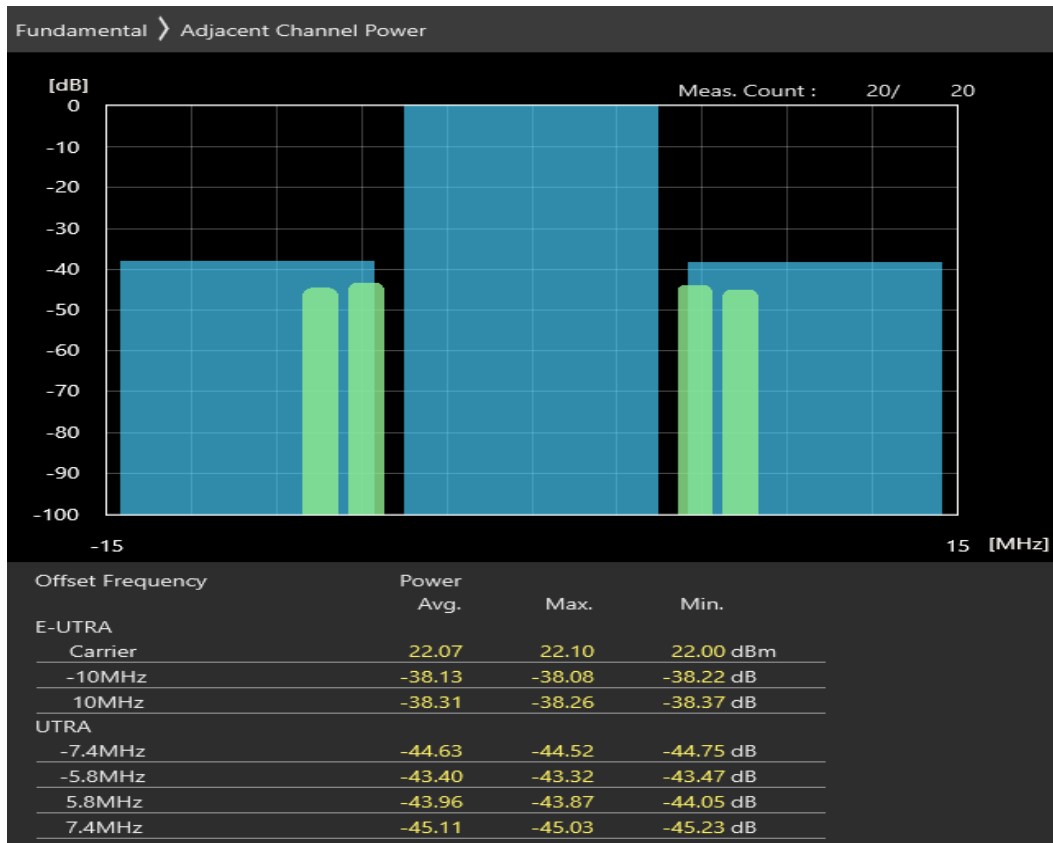 Fundamental 〉 Adjacent Channel Power
[dB]
Meas. Count : 20/ 20
0
-10
-20
-30
-40
-50
-60
-70
-80
-90
-100
-15 15 [MHz]
Offset Frequency Power
Avg. Max. Min.
E-UTRA
Carrier 22.07 22.10 22.00 dBm
-10MHz -38.13 -38.08 -38.22 dB
10MHz -38.31 -38.26 -38.37 dB
UTRA
-7.4MHz -44.63 -44.52 -44.75 dB
-5.8MHz -43.40 -43.32 -43.47 dB
5.8MHz -43.96 -43.87 -44.05 dB
7.4MHz -45.11 -45.03 -45.23 dB